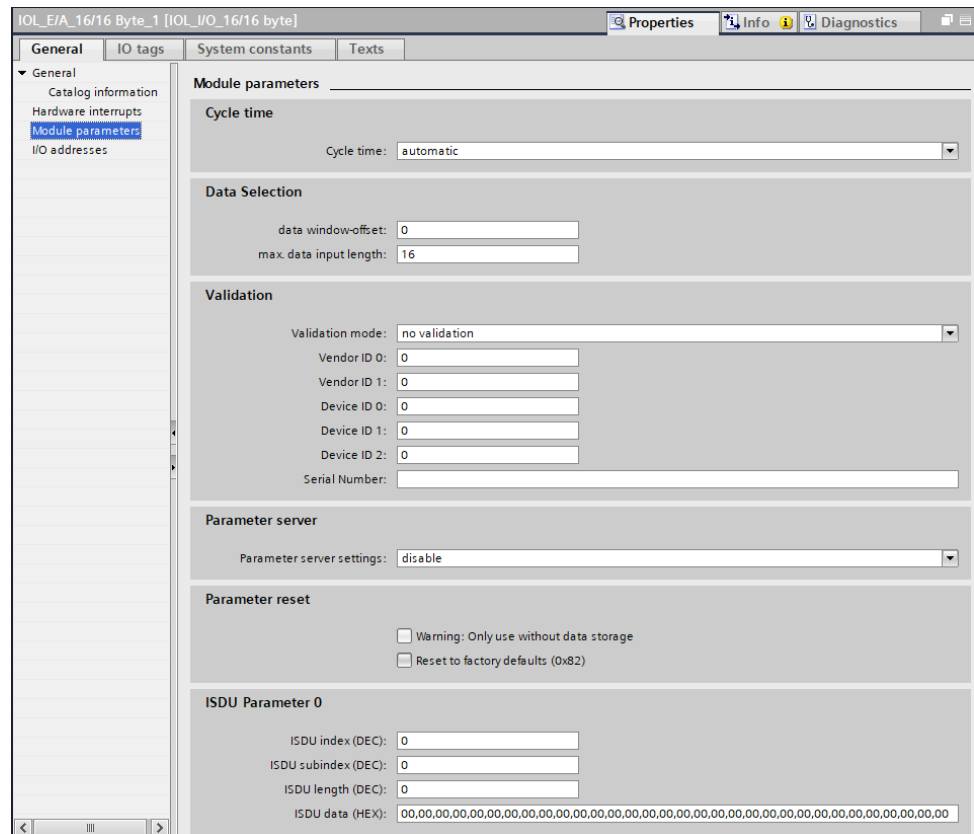 IOL_E/A_16/16 Byte_1 [IOL_I/O_16/16 byte]
Properties
Info
Diagnostics
General
IO tags
System constants
Texts
General
Catalog information
Hardware interrupts
Module parameters
I/O addresses
Module parameters
Cycle time
Cycle time: automatic
Data Selection
data window-offset: 0
max. data input length: 16
Validation
Validation mode: no validation
Vendor ID 0: 0
Vendor ID 1: 0
Device ID 0: 0
Device ID 1: 0
Device ID 2: 0
Serial Number:
Parameter server
Parameter server settings: disable
Parameter reset
Warning: Only use without data storage
Reset to factory defaults (0x82)
ISDU Parameter 0
ISDU index (DEC): 0
ISDU subindex (DEC): 0
ISDU length (DEC): 0
ISDU data (HEX): 00,00,00,00,00,00,00,00,00,00,00,00,00,00,00,00,00,00,00,00,00,00,00,00,00,00,00,00,00,00,00,00